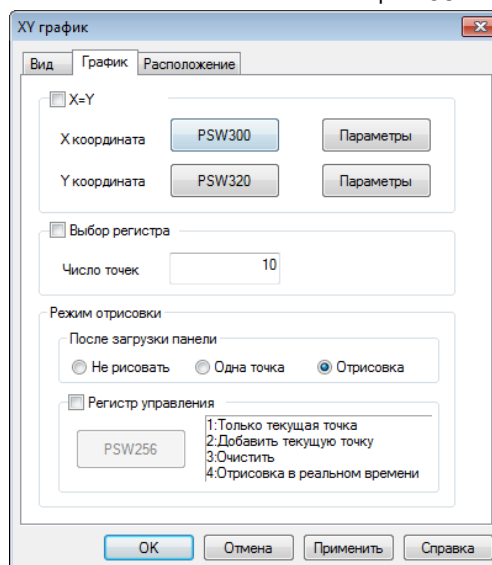 XY график
Вид График Расположение
X=Y
X координата PSW300 Параметры
Y координата PSW320 Параметры
Выбор регистра
Число точек 10
Режим отрисовки
После загрузки панели
Не рисовать Одна точка Отрисовка
Регистр управления
PSW256
1:Только текущая точка
2:Добавить текущую точку
3:Очистить
4:Отрисовка в реальном времени
OK Отмена Применить Справка